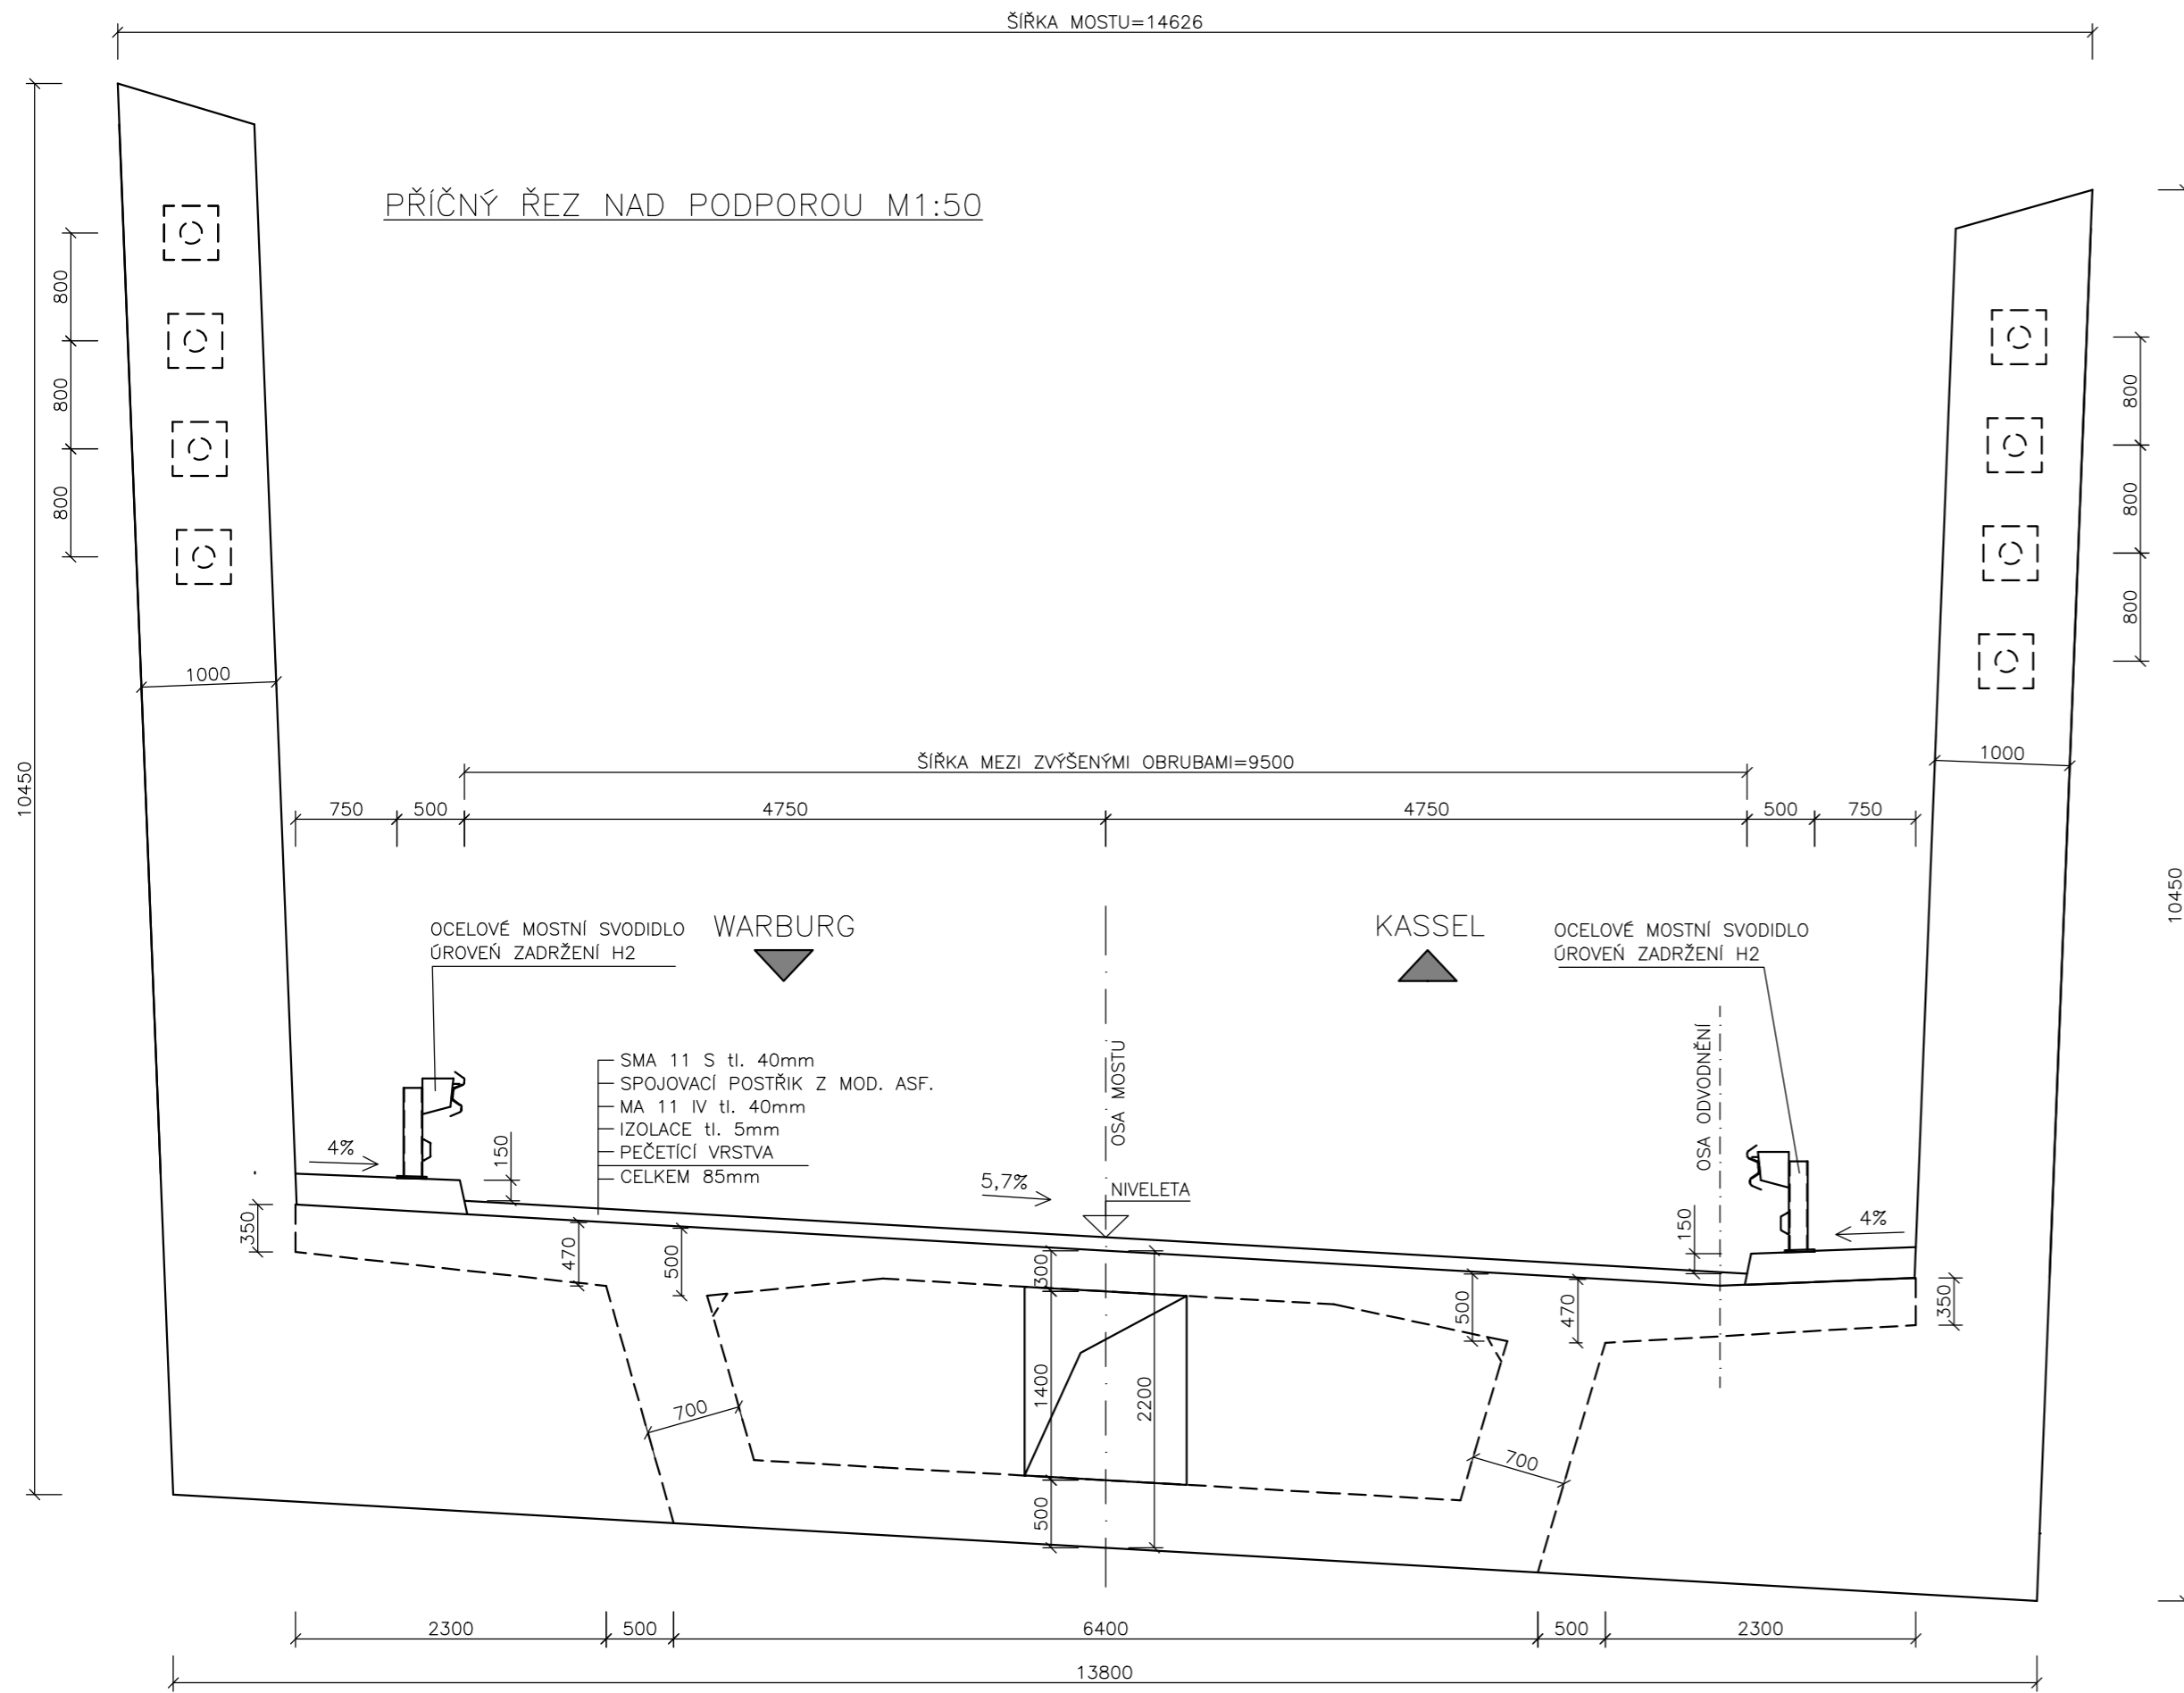 ŠÍŘKA MOSTU=14626
PŘÍČNÝ ŘEZ NAD PODPOROU M1:50
800
800
800
800
800
800
10450
10450
1000
1000
ŠÍŘKA MEZI ZVÝŠENÝMI OBRUBAMI=9500
750
500
4750
4750
500
750
OCELOVÉ MOSTNÍ SVODIDLO
ÚROVEŃ ZADRŽENÍ H2
WARBURG
KASSEL
OCELOVÉ MOSTNÍ SVODIDLO
ÚROVEŃ ZADRŽENÍ H2
SMA 11 S tl. 40mm
SPOJOVACÍ POSTŘIK Z MOD. ASF.
MA 11 IV tl. 40mm
IZOLACE tl. 5mm
PEČETÍCÍ VRSTVA
CELKEM 85mm
OSA MOSTU
OSA ODVODNĚNÍ
4%
150
5,7%
NIVELETA
150
4%
350
470
500
300
500
470
350
1400
2200
700
700
500
2300
500
6400
500
2300
13800